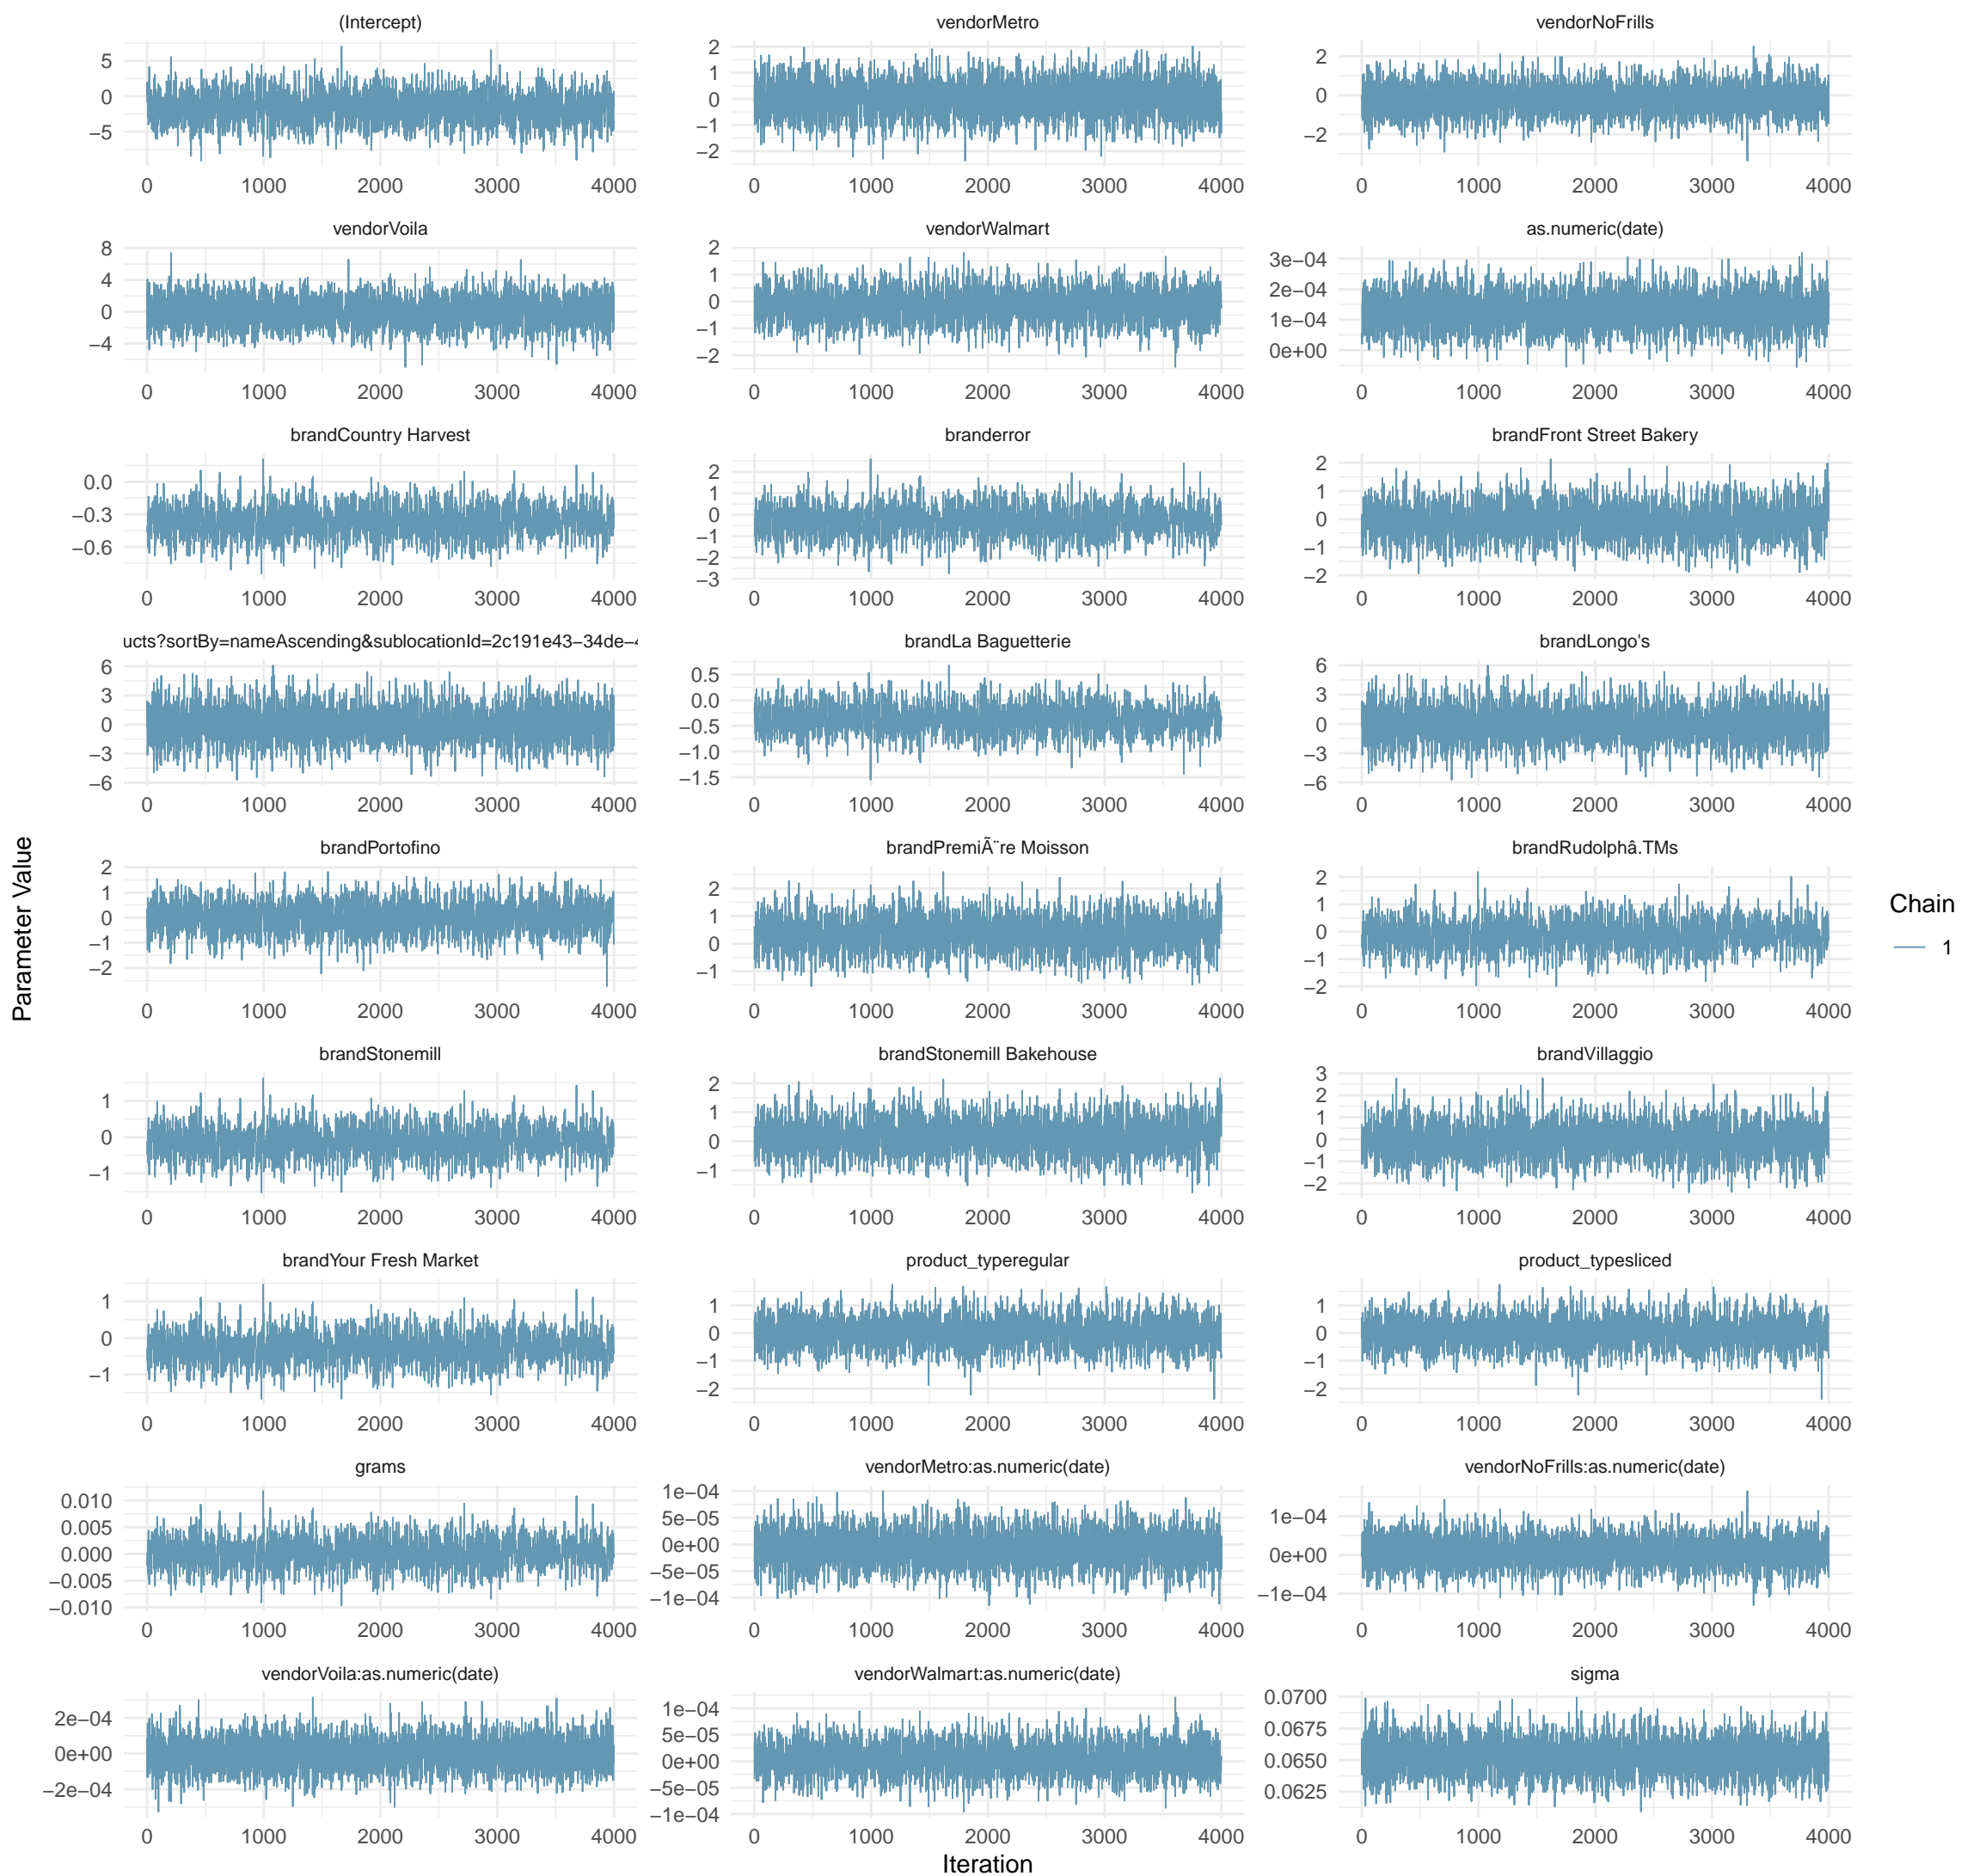 (Intercept) vendorMetro vendorNoFrills
5 0 −5
0 1000 2000 3000 4000
2 1 0 −1 −2
0 1000 2000 3000 4000
2 0 −2
0 1000 2000 3000 4000
vendorVoila vendorWalmart as.numeric(date)
8 4 0 −4
0 1000 2000 3000 4000
2 1 0 −1 −2
0 1000 2000 3000 4000
3e−04 2e−04 1e−04 0e+00
0 1000 2000 3000 4000
brandCountry Harvest branderror brandFront Street Bakery
0.0 −0.3 −0.6
0 1000 2000 3000 4000
2 1 0 −1 −2 −3
0 1000 2000 3000 4000
2 1 0 −1 −2
0 1000 2000 3000 4000
ucts?sortBy=nameAscending&sublocationId=2c191e43−34de− brandLa Baguetterie brandLongo's
6 3 0 −3 −6
0 1000 2000 3000 4000
0.5 0.0 −0.5 −1.0 −1.5
0 1000 2000 3000 4000
6 3 0 −3 −6
0 1000 2000 3000 4000
Parameter Value
brandPortofino brandPremiÃ¨re Moisson brandRudolphâ.TMs
2 1 0 −1 −2
0 1000 2000 3000 4000
2 1 0 −1
0 1000 2000 3000 4000
2 1 0 −1 −2
0 1000 2000 3000 4000
Chain
1
brandStonemill brandStonemill Bakehouse brandVillaggio
1 0 −1
0 1000 2000 3000 4000
2 1 0 −1
0 1000 2000 3000 4000
3 2 1 0 −1 −2
0 1000 2000 3000 4000
brandYour Fresh Market product_typeregular product_typesliced
1 0 −1
0 1000 2000 3000 4000
1 0 −1 −2
0 1000 2000 3000 4000
1 0 −1 −2
0 1000 2000 3000 4000
grams vendorMetro:as.numeric(date) vendorNoFrills:as.numeric(date)
0.010 0.005 0.000 −0.005 −0.010
0 1000 2000 3000 4000
1e−04 5e−05 0e+00 −5e−05 −1e−04
0 1000 2000 3000 4000
1e−04 0e+00 −1e−04
0 1000 2000 3000 4000
vendorVoila:as.numeric(date) vendorWalmart:as.numeric(date) sigma
2e−04 0e+00 −2e−04
0 1000 2000 3000 4000
1e−04 5e−05 0e+00 −5e−05 −1e−04
0 1000 2000 3000 4000
0.0700 0.0675 0.0650 0.0625
0 1000 2000 3000 4000
Iteration